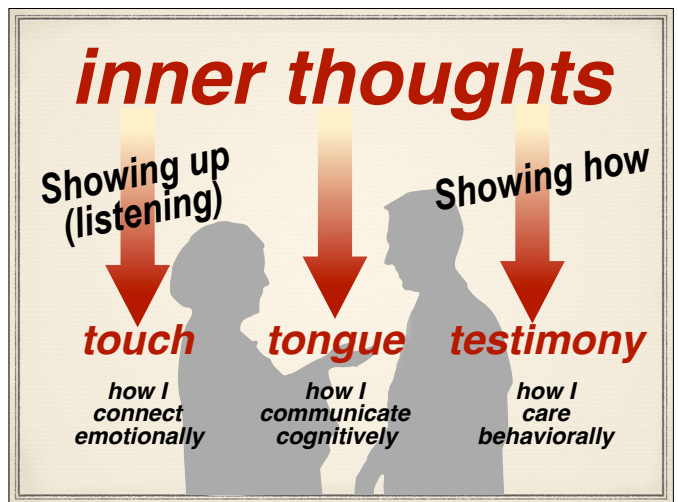 inner thoughts
Showing up
(listening)
Showing how
touch
tongue
testimony
how I
connect
emotionally
how I
communicate
cognitively
how I
care
behaviorally